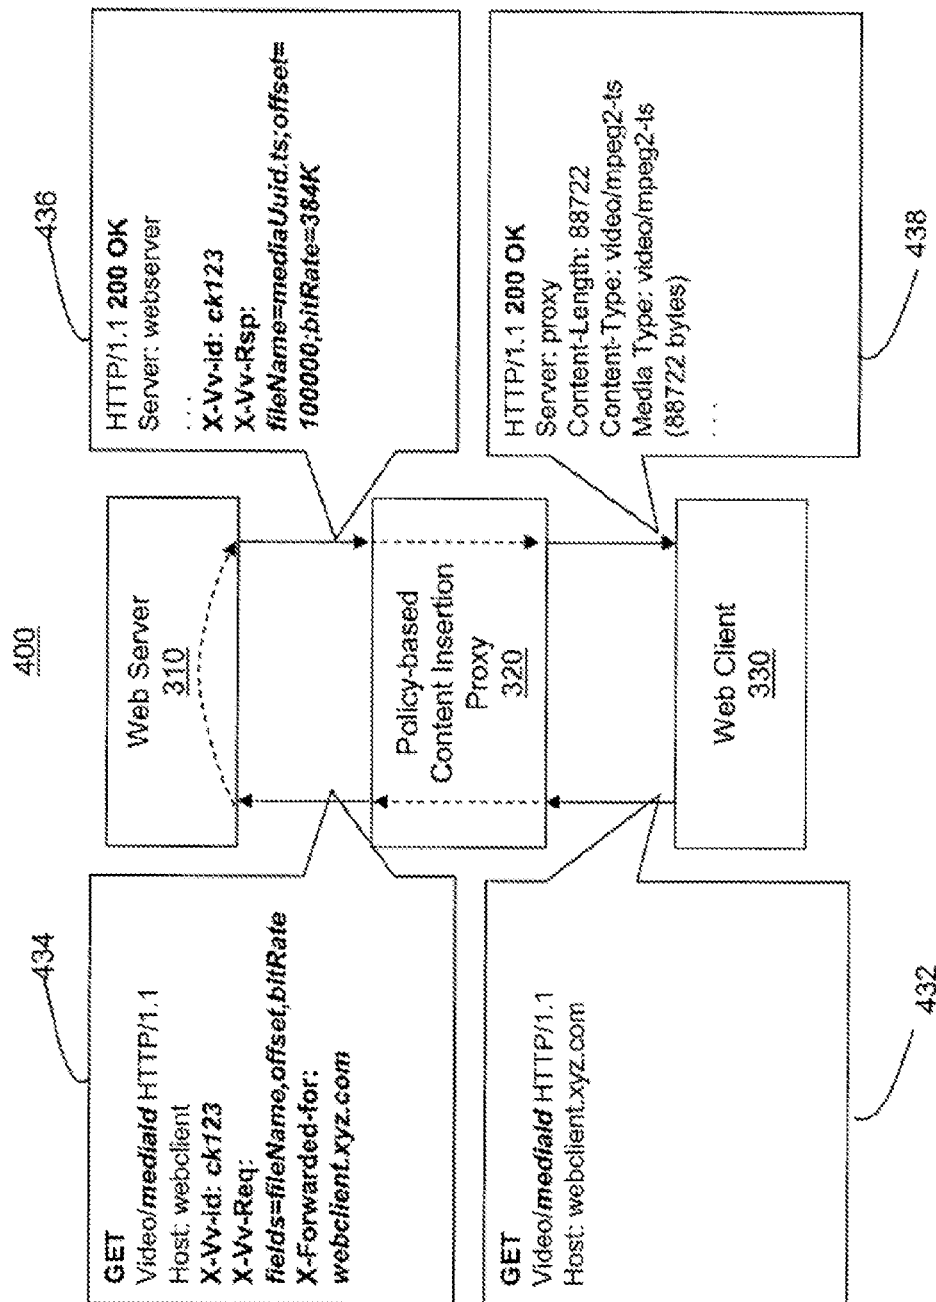 400
434
GET
Video/mediaId HTTP/1.1
Host: webclient
X-Vv-id: ck123
X-Vv-Req:
fields=fileName,offset,bitRate
X-Forwarded-for:
webclient.xyz.com
Web Server
310
436
HTTP/1.1 200 OK
Server: webserver
. . .
X-Vv-id: ck123
X-Vv-Rsp:
fileName=mediaUuid.ts;offset=
100000;bitRate=384K
Policy-based
Content Insertion
Proxy
320
GET
Video/mediaId HTTP/1.1
Host: webclient.xyz.com
432
Web Client
330
HTTP/1.1 200 OK
Server: proxy
Content-Length: 88722
Content-Type: video/mpeg2-ts
Media Type: video/mpeg2-ts
(88722 bytes)
. . .
438